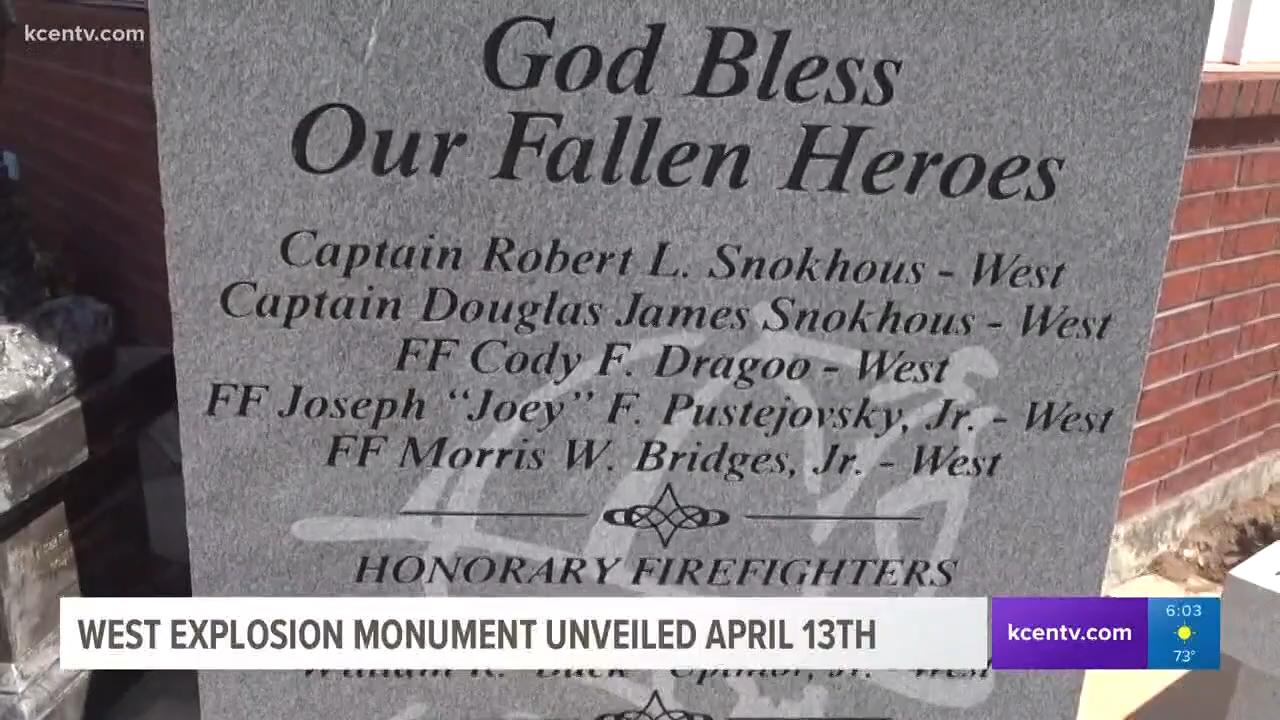 kcentv.com
God Bless
Our Fallen Heroes
Captain Robert L. Snokhous - West
Captain Douglas James Snokhous - West
FF Cody F. Dragoo - West
FF Joseph "Joey" F. Pustejovsky, Jr. - West
FF Morris W. Bridges, Jr. - West
HONORARY FIREFIGHTERS
WEST EXPLOSION MONUMENT UNVEILED APRIL 13TH
kcentv.com
6:03
73°